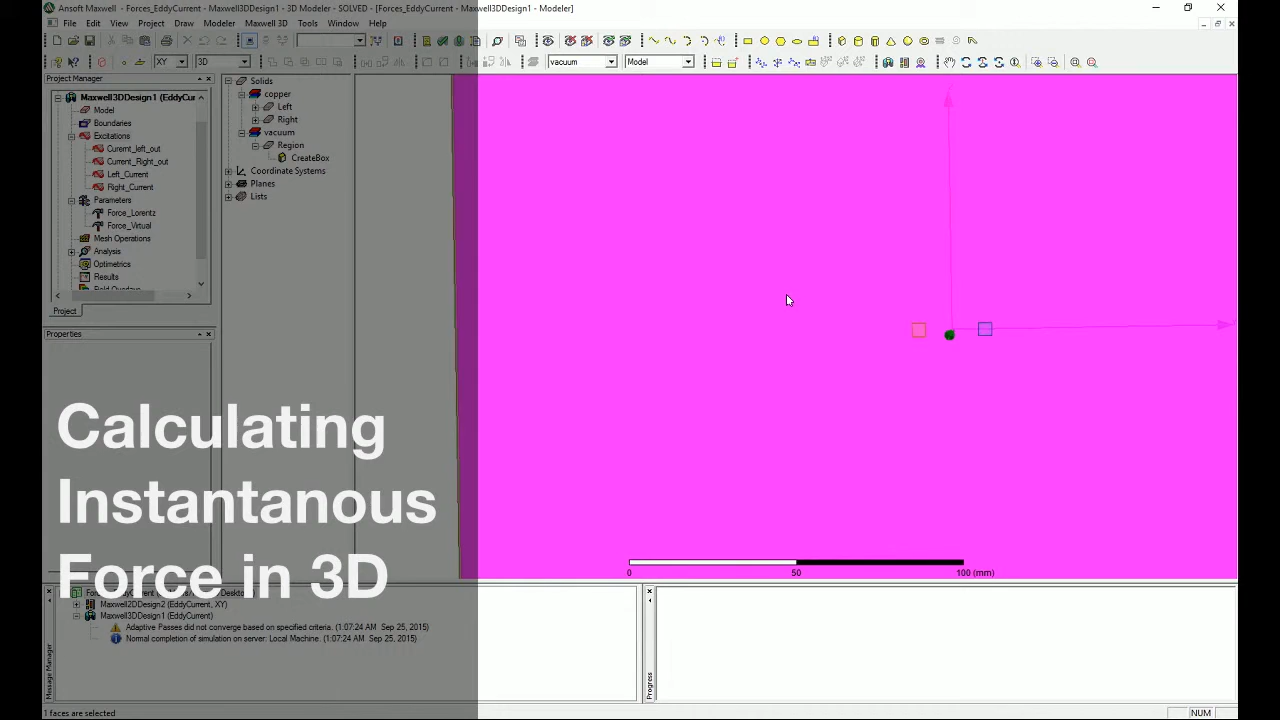 Ansoft Maxwell - Forces_EddyCurrent - Maxwell3DDesign1 - 3D Modeler - SOLVED - [Forces_EddyCurrent - Maxwell3DDesign1 - Modeler]
File Edit View Project Draw Modeler Maxwell 3D Tools Window Help
XY 3D vacuum Model
Project Manager
Maxwell3DDesign1 (EddyCur
Model
Boundaries
Excitations
Curernt_left_out
Current_Right_out
Left_Current
Right_Current
Parameters
Force_Lorentz
Force_Virtual
Mesh Operations
Analysis
Optimetrics
Results
Field Overlays
Project
Solids
copper
Left
Right
vacuum
Region
CreateBox
Coordinate Systems
Planes
Lists
Properties
Calculating
Instantanous
Force in 3D
0 50 100 (mm)
Maxwell2DDesign2 (EddyCurrent, XY)
Maxwell3DDesign1 (EddyCurrent)
Adaptive Passes did not converge based on specified criteria. (1:07:24 AM Sep 25, 2015)
Normal completion of simulation on server: Local Machine. (1:07:24 AM Sep 25, 2015)
Message Manager
Progress
1 faces are selected
NUM